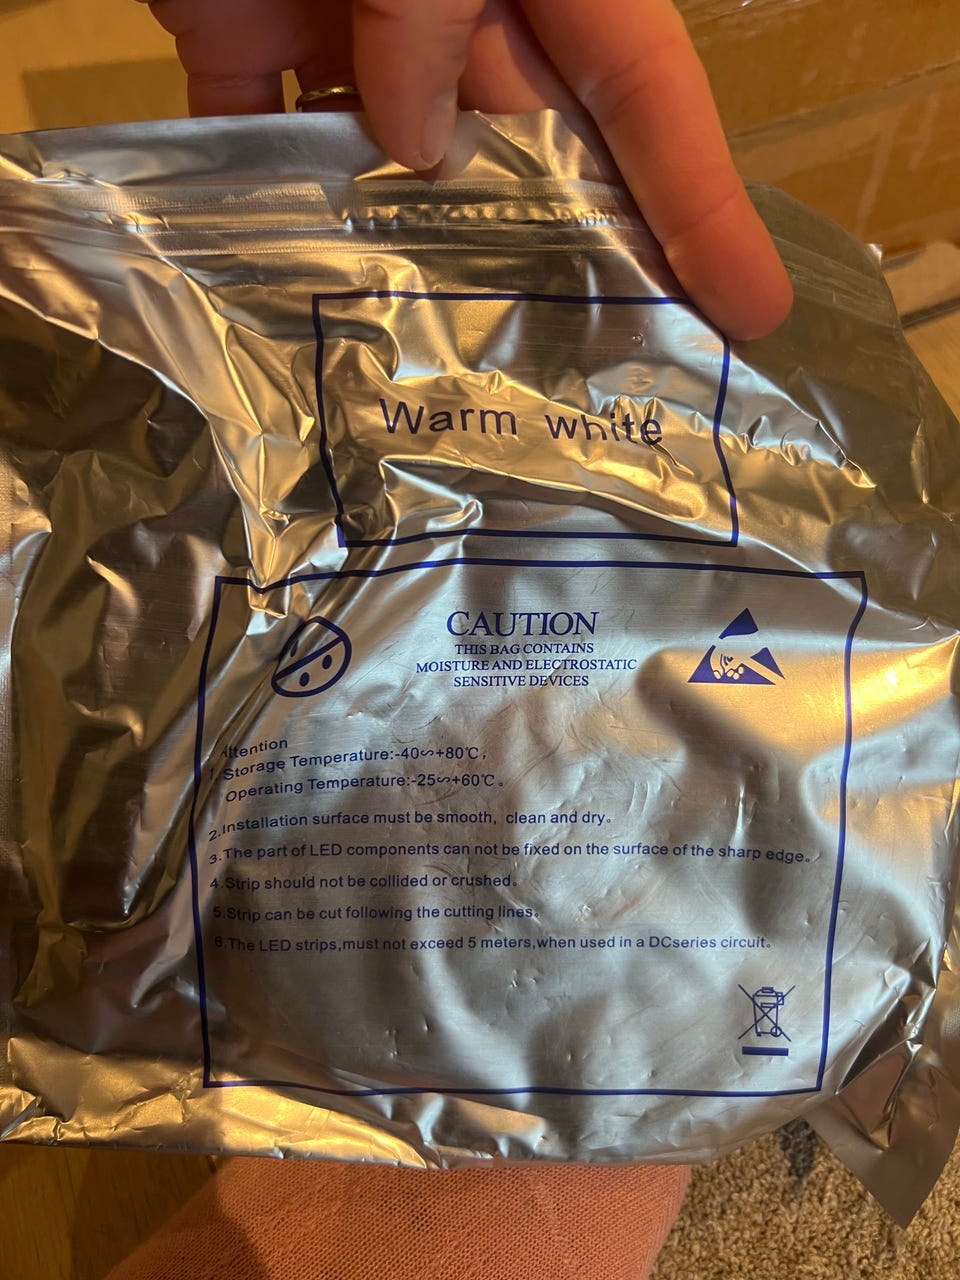 Warm white
CAUTION
THIS BAG CONTAINS
MOISTURE AND ELECTROSTATIC
SENSITIVE DEVICES
Attention
1.Storage Temperature:-40∽+80℃，
Operating Temperature:-25∽+60℃。
2.Installation surface must be smooth, clean and dry。
3.The part of LED components can not be fixed on the surface of the sharp edge。
4.Strip should not be collided or crushed。
5.Strip can be cut following the cutting lines。
6.The LED strips,must not exceed 5 meters,when used in a DCseries circuit。